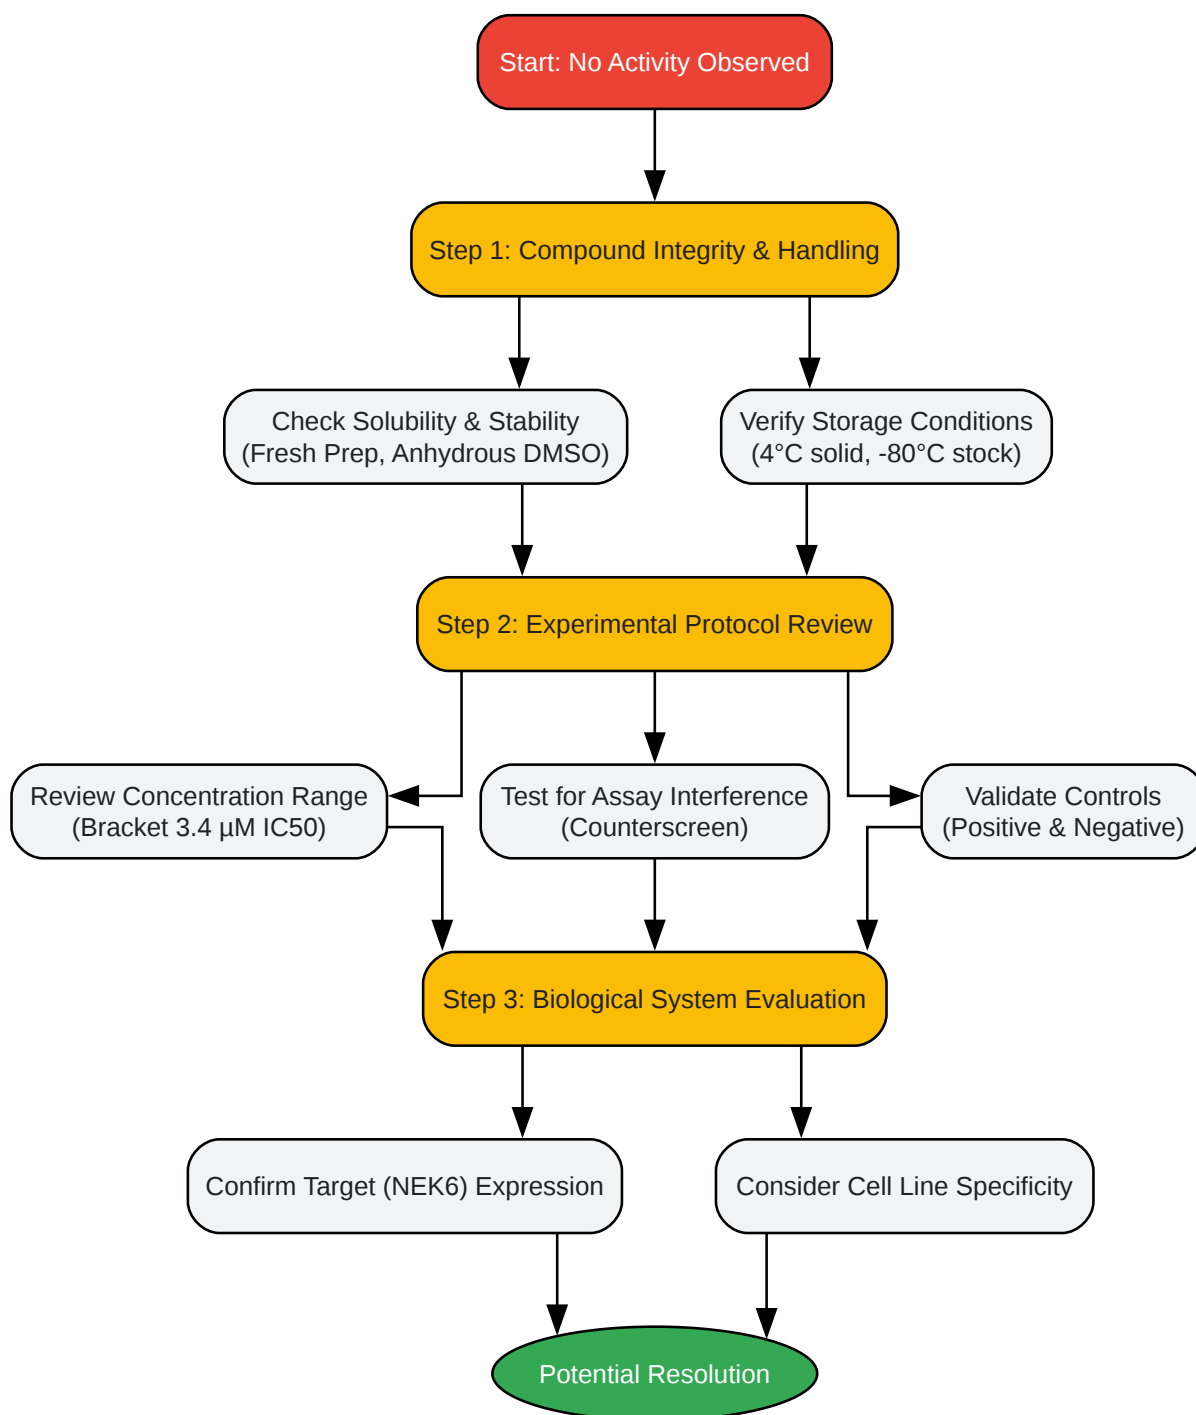 Start: No Activity Observed
Step 1: Compound Integrity & Handling
Check Solubility & Stability
(Fresh Prep, Anhydrous DMSO)
Verify Storage Conditions
(4°C solid, -80°C stock)
Step 2: Experimental Protocol Review
Review Concentration Range
(Bracket 3.4 µM IC50)
Test for Assay Interference
(Counterscreen)
Validate Controls
(Positive & Negative)
Step 3: Biological System Evaluation
Confirm Target (NEK6) Expression
Consider Cell Line Specificity
Potential Resolution